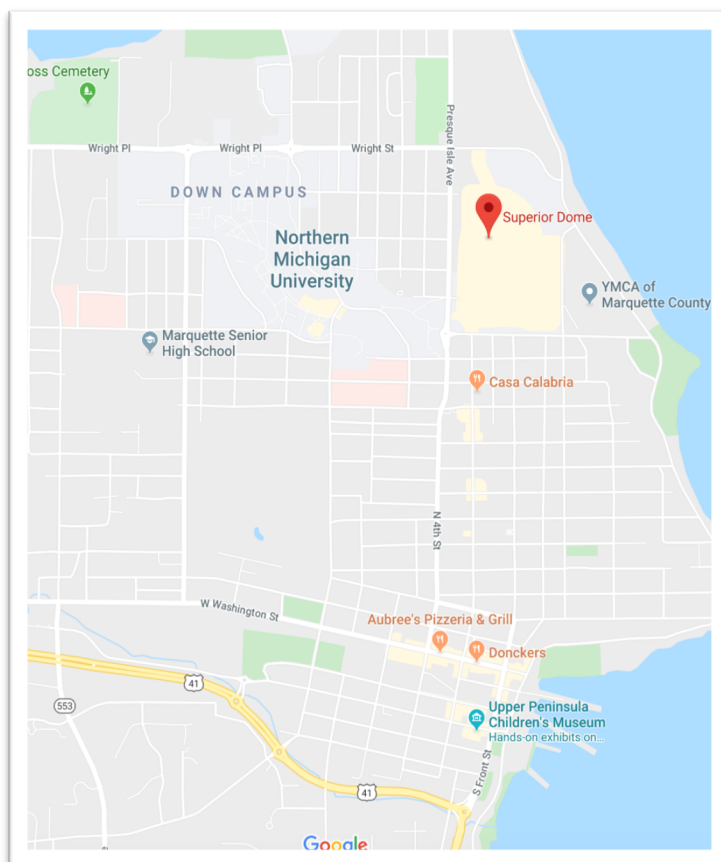 oss Cemetery
Wright Pl
Wright Pl
Wright St
Presque Isle Ave
DOWN CAMPUS
Superior Dome
Northern
Michigan
University
YMCA of
Marquette County
Marquette Senior
High School
Casa Calabria
N 4th St
W Washington St
Aubree's Pizzeria & Grill
Donckers
41
553
Upper Peninsula
Children's Museum
Hands-on exhibits on...
S Front St
41
Google